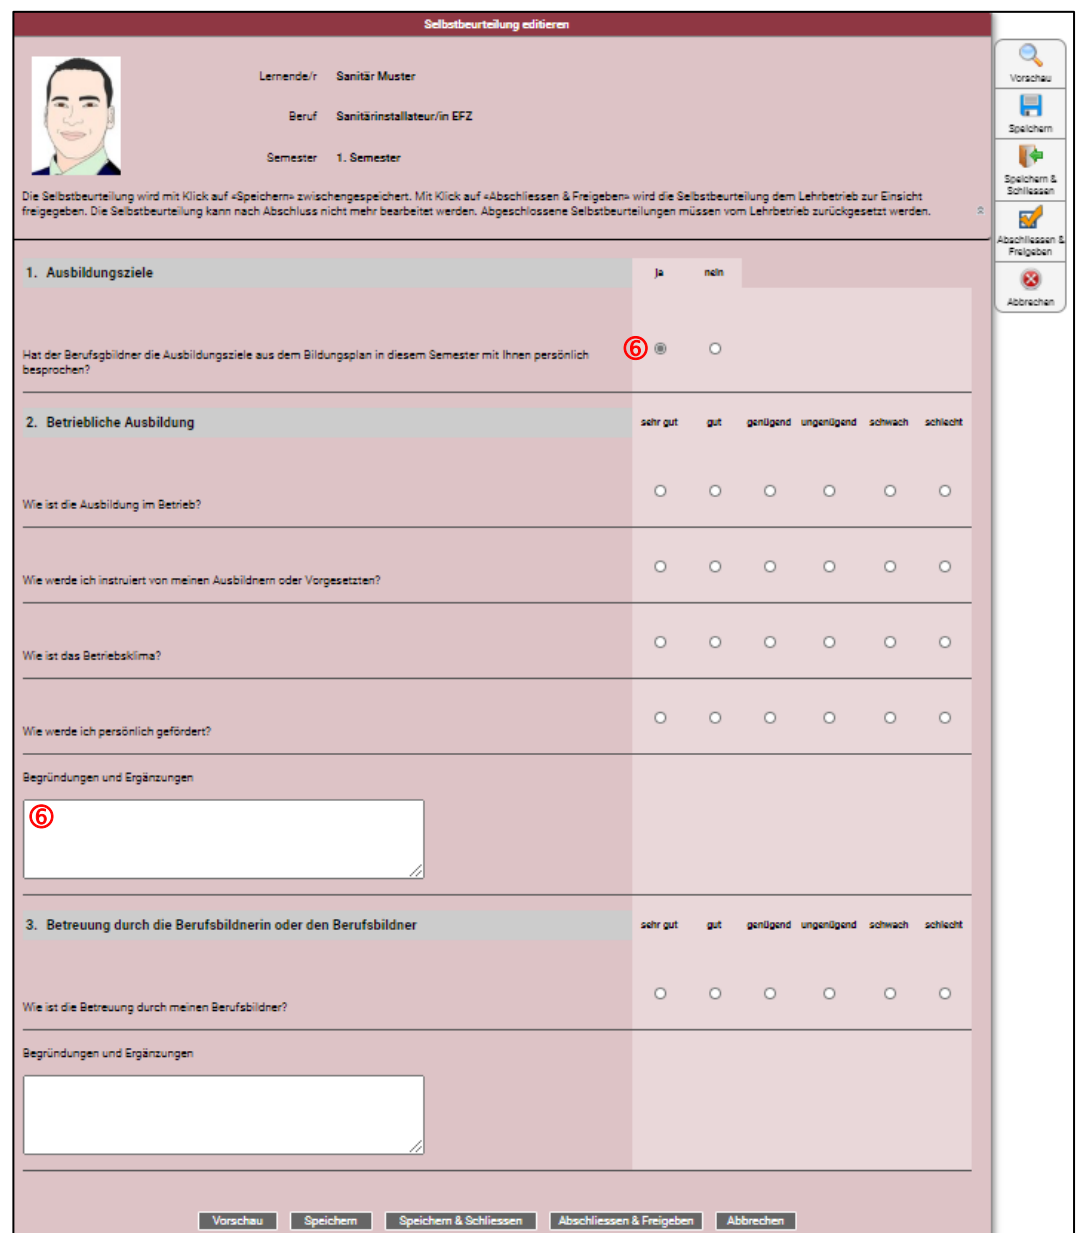 Selbstbeurteilung editieren
Lernende/r Sanitär Muster
Beruf Sanitärinstallateur/in EFZ
Semester 1. Semester
Die Selbstbeurteilung wird mit Klick auf «Speichern» zwischengespeichert. Mit Klick auf «Abschliessen & Freigeben» wird die Selbstbeurteilung dem Lehrbetrieb zur Einsicht
freigegeben. Die Selbstbeurteilung kann nach Abschluss nicht mehr bearbeitet werden. Abgeschlossene Selbstbeurteilungen müssen vom Lehrbetrieb zurückgesetzt werden.
Vorschau
Speichern
Speichern &
Schliessen
Abschliessen &
Freigeben
Abbrechen
1. Ausbildungsziele ja nein
Hat der Berufsgbildner die Ausbildungsziele aus dem Bildungsplan in diesem Semester mit Ihnen persönlich
besprochen?
⑥
2. Betriebliche Ausbildung sehr gut gut genügend ungenügend schwach schlecht
Wie ist die Ausbildung im Betrieb?
Wie werde ich instruiert von meinen Ausbildnern oder Vorgesetzten?
Wie ist das Betriebsklima?
Wie werde ich persönlich gefördert?
Begründungen und Ergänzungen
⑥
3. Betreuung durch die Berufsbildnerin oder den Berufsbildner sehr gut gut genügend ungenügend schwach schlecht
Wie ist die Betreuung durch meinen Berufsbildner?
Begründungen und Ergänzungen
Vorschau Speichern Speichern & Schliessen Abschliessen & Freigeben Abbrechen